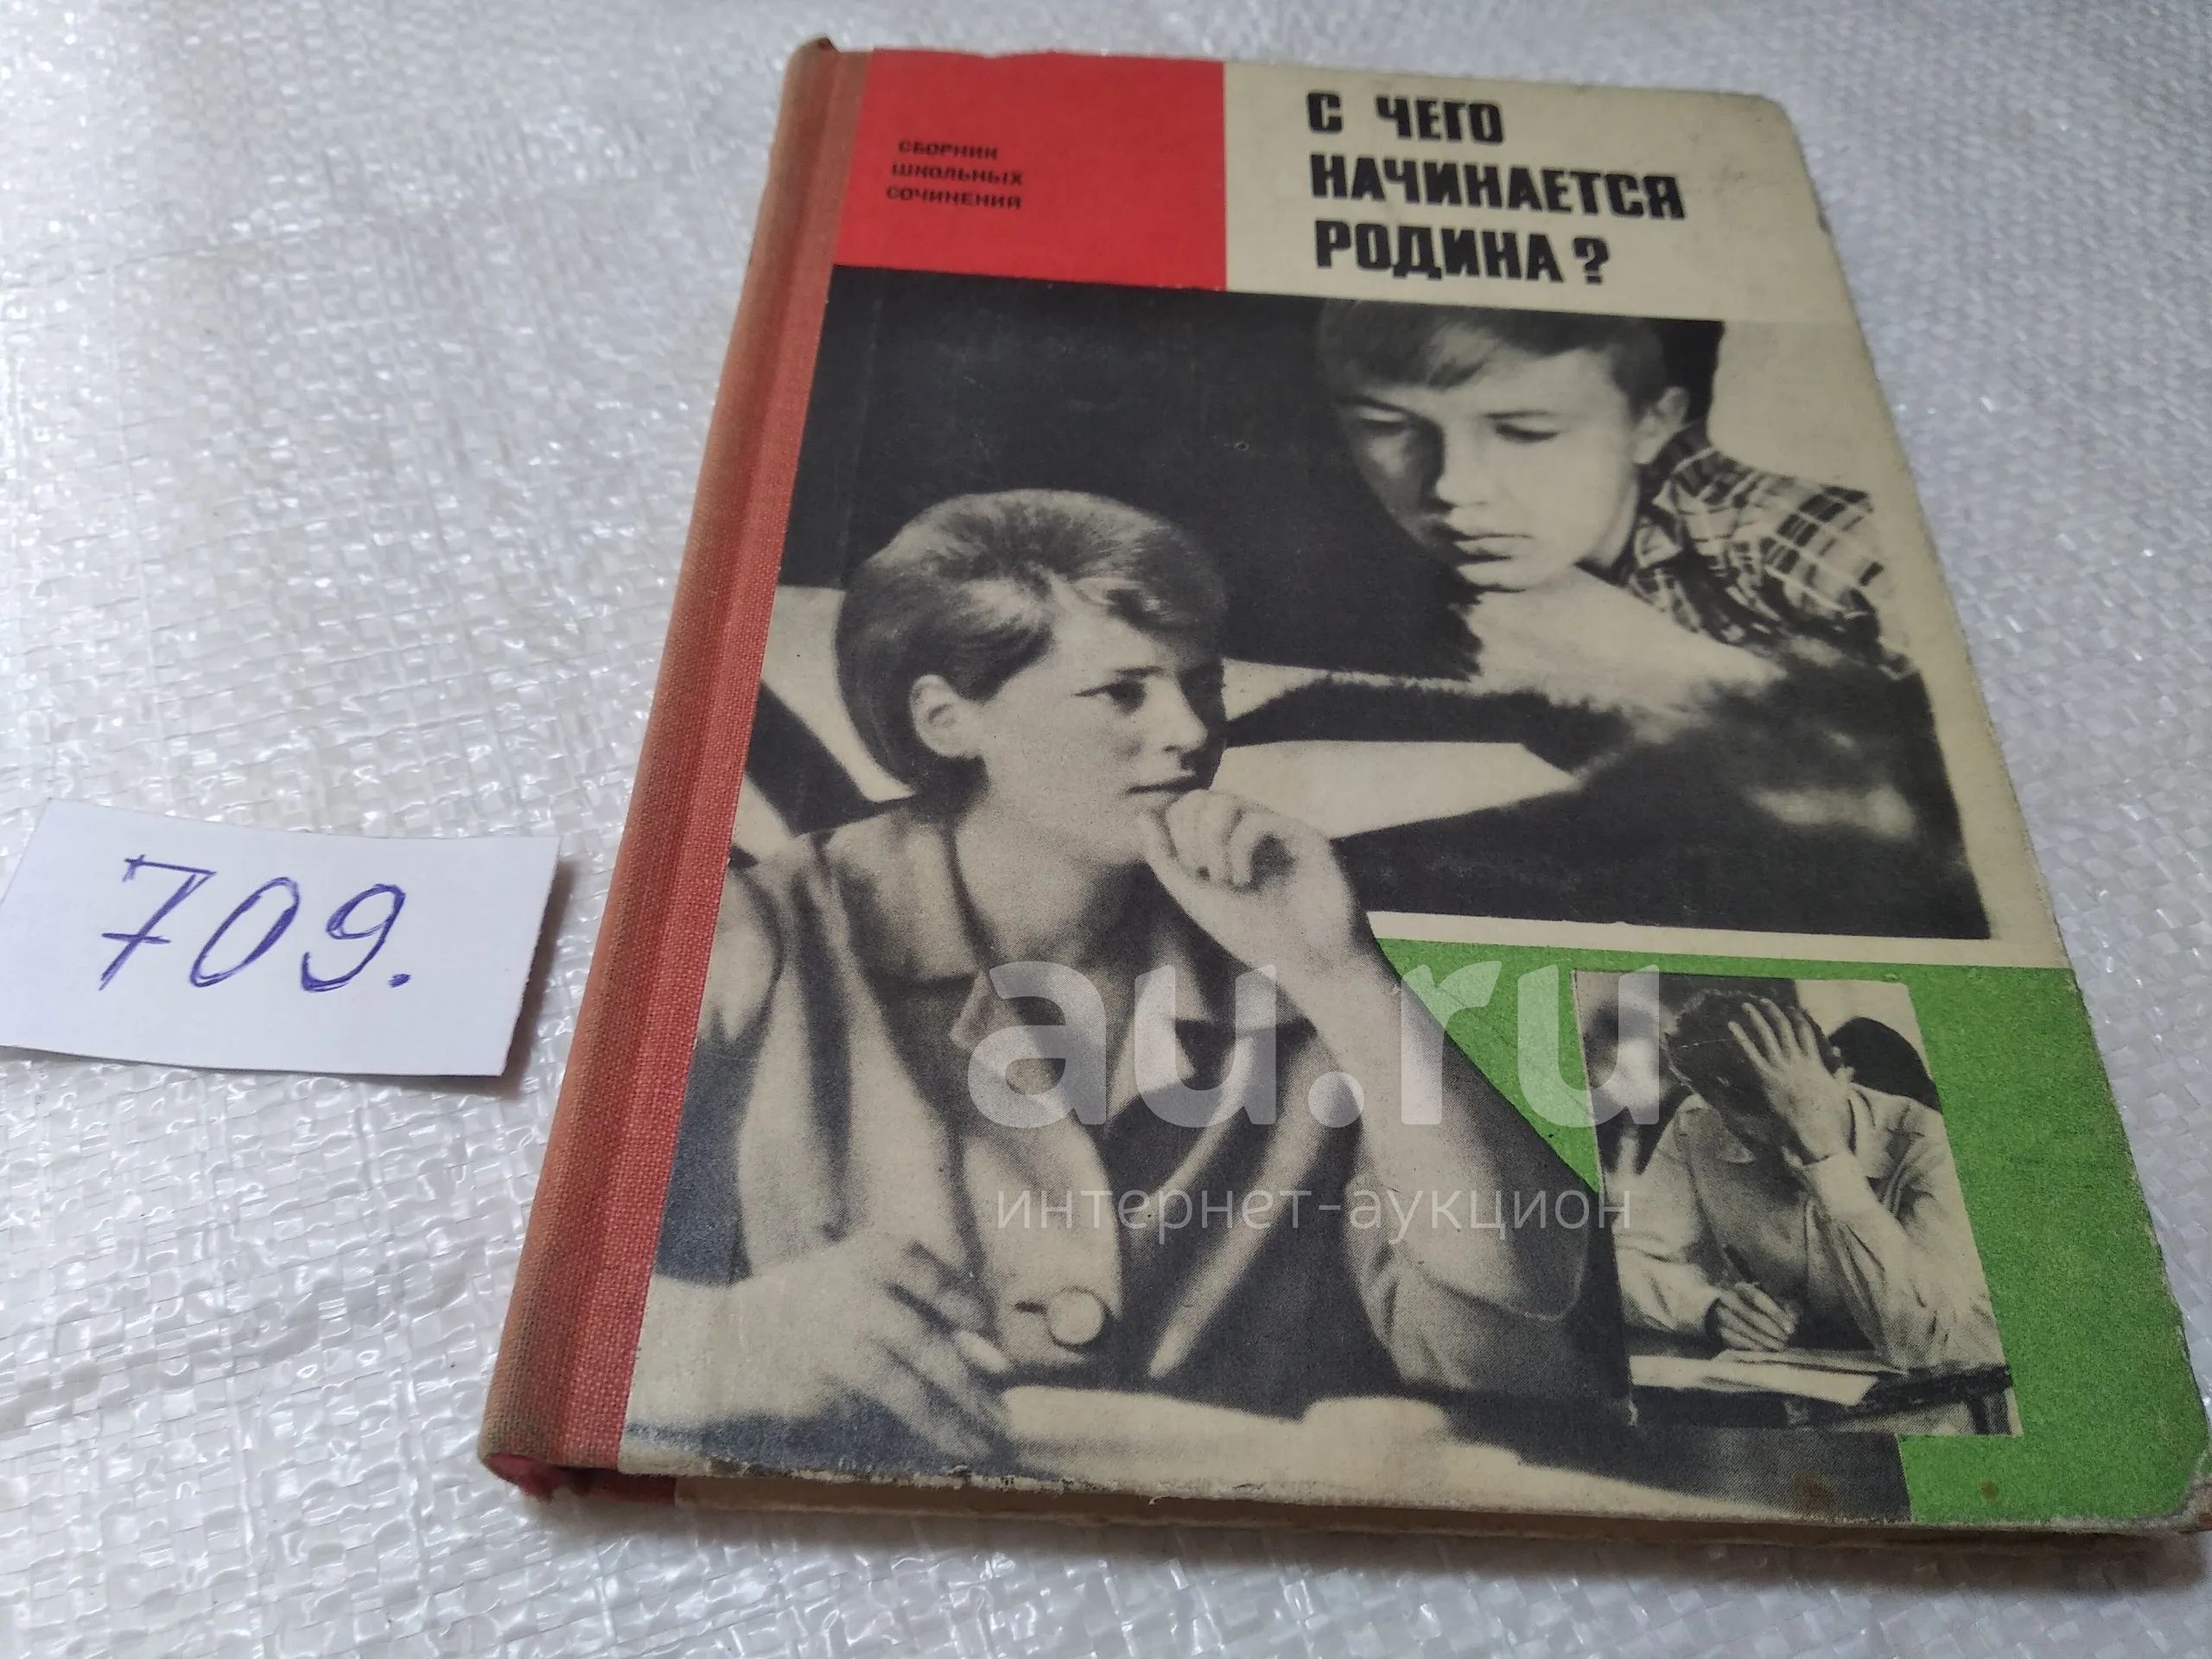 СБОРНИК
ШКОЛЬНЫХ
СОЧИНЕНИЙ
С ЧЕГО
НАЧИНАЕТСЯ
РОДИНА?
709.
au.ru
интернет-аукцион